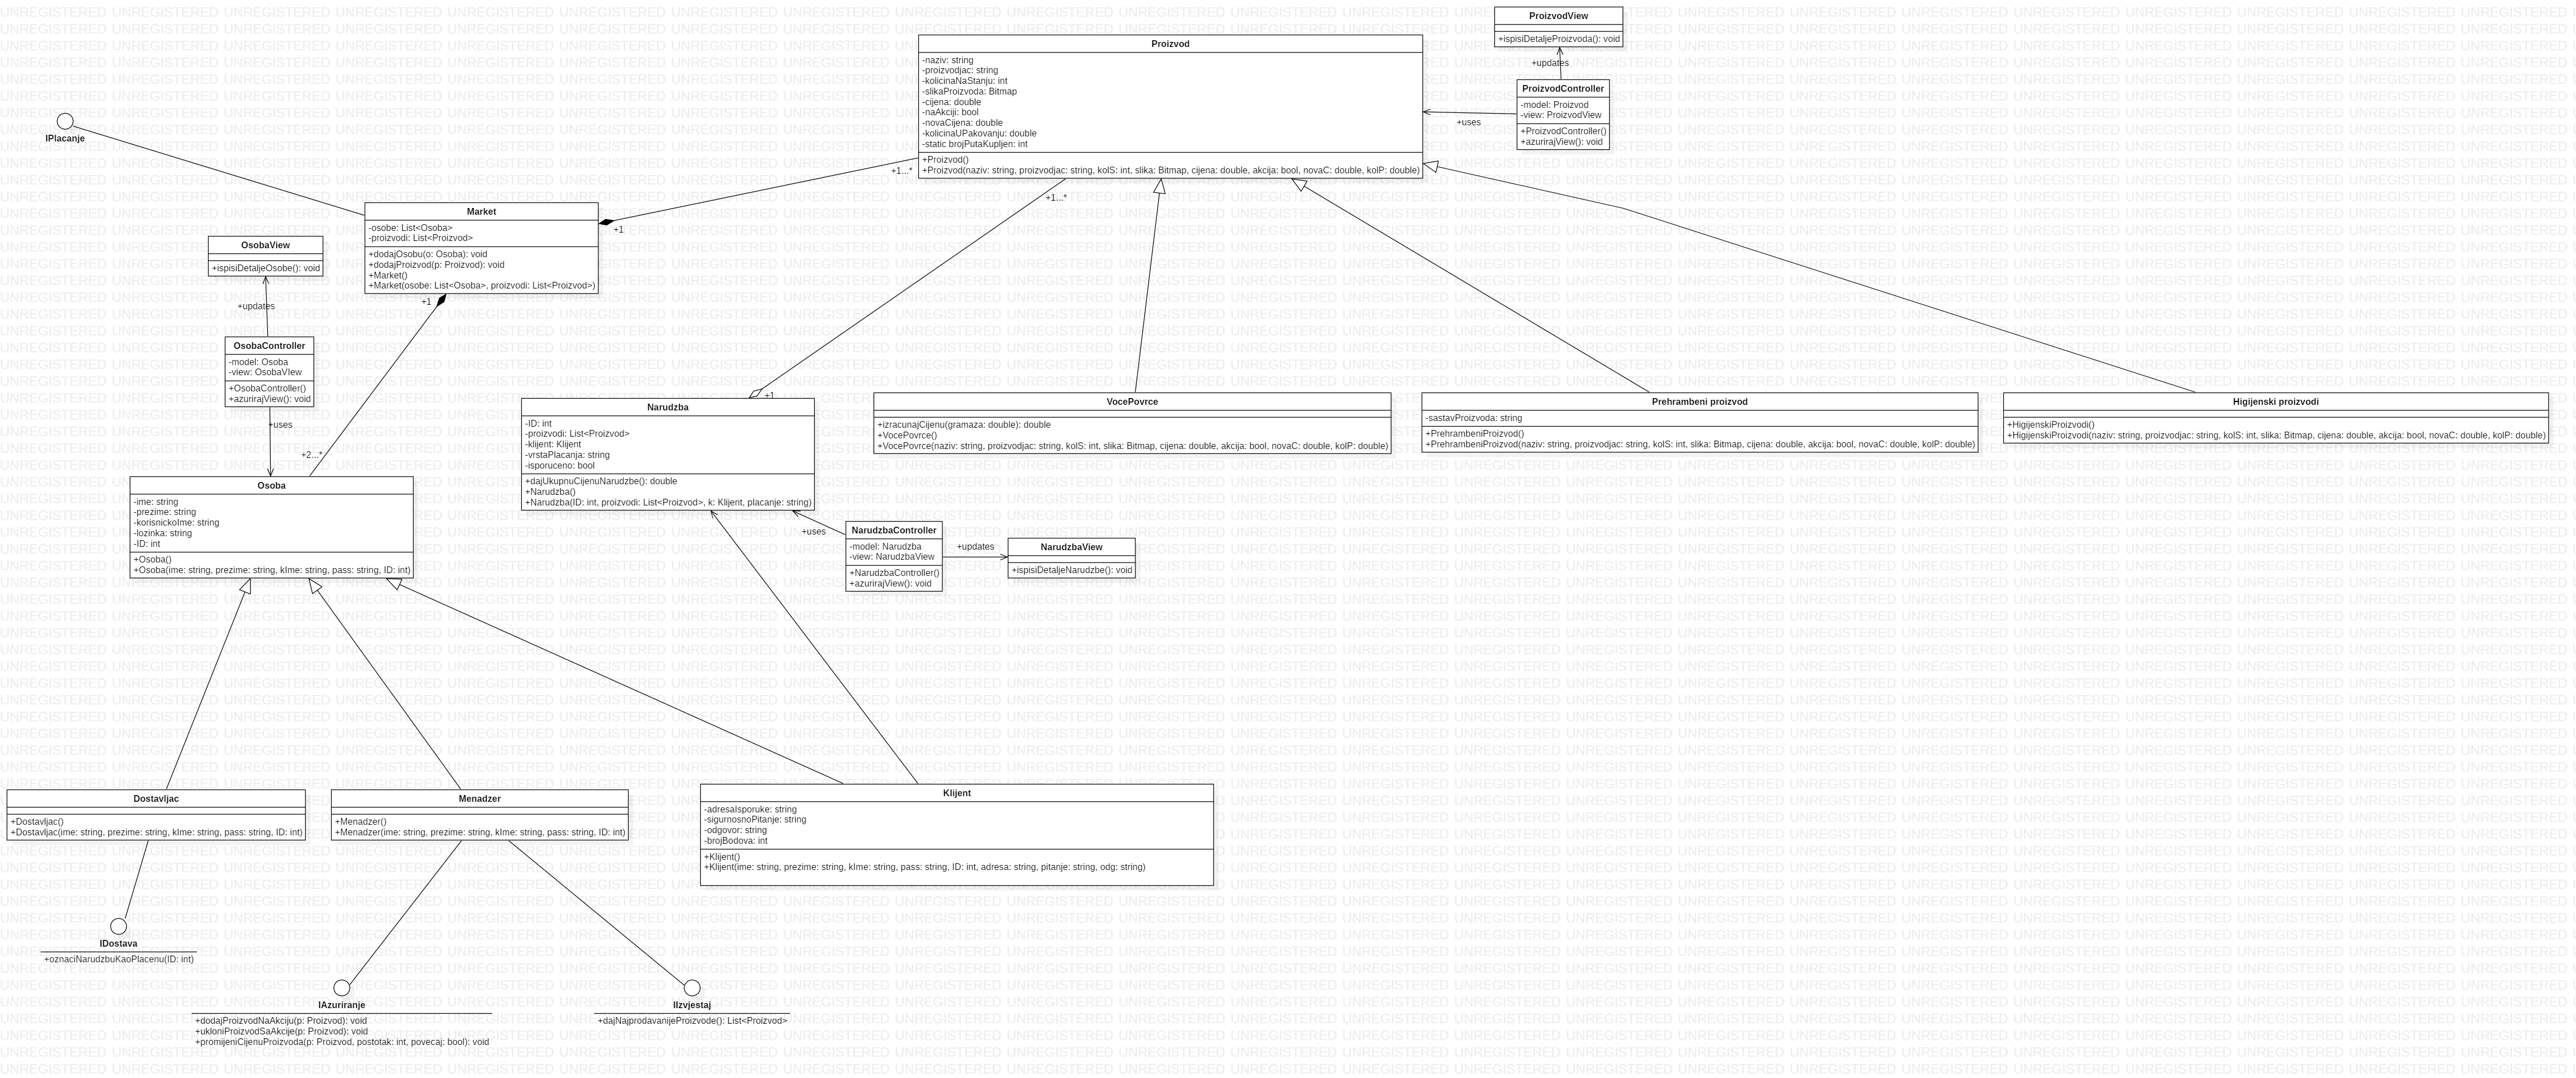 ProizvodView
+ispisiDetaljeProizvoda(): void
+updates
ProizvodController
-model: Proizvod
-view: ProizvodView
+ProizvodController()
+azurirajView(): void
+uses
Proizvod
-naziv: string
-proizvodjac: string
-kolicinaNaStanju: int
-slikaProizvoda: Bitmap
-cijena: double
-naAkciji: bool
-novaCijena: double
-kolicinaUPakovanju: double
-static brojPutaKupljen: int
+Proizvod()
+Proizvod(naziv: string, proizvodjac: string, kolS: int, slika: Bitmap, cijena: double, akcija: bool, novaC: double, kolP: double)
+1...*
+1...*
IPlacanje
Market
-osobe: List<Osoba>
-proizvodi: List<Proizvod>
+dodajOsobu(o: Osoba): void
+dodajProizvod(p: Proizvod): void
+Market()
+Market(osobe: List<Osoba>, proizvodi: List<Proizvod>)
+1
+1
OsobaView
+ispisiDetaljeOsobe(): void
+updates
OsobaController
-model: Osoba
-view: OsobaVIew
+OsobaController()
+azurirajView(): void
+uses
+2...*
Osoba
-ime: string
-prezime: string
-korisnickoIme: string
-lozinka: string
-ID: int
+Osoba()
+Osoba(ime: string, prezime: string, kIme: string, pass: string, ID: int)
+1
Narudzba
-ID: int
-proizvodi: List<Proizvod>
-klijent: Klijent
-vrstaPlacanja: string
-isporuceno: bool
+dajUkupnuCijenuNarudzbe(): double
+Narudzba()
+Narudzba(ID: int, proizvodi: List<Proizvod>, k: Klijent, placanje: string)
VocePovrce
+izracunajCijenu(gramaza: double): double
+VocePovrce()
+VocePovrce(naziv: string, proizvodjac: string, kolS: int, slika: Bitmap, cijena: double, akcija: bool, novaC: double, kolP: double)
Prehrambeni proizvod
-sastavProizvoda: string
+PrehrambeniProizvod()
+PrehrambeniProizvod(naziv: string, proizvodjac: string, kolS: int, slika: Bitmap, cijena: double, akcija: bool, novaC: double, kolP: double)
Higijenski proizvodi
+HigijenskiProizvodi()
+HigijenskiProizvodi(naziv: string, proizvodjac: string, kolS: int, slika: Bitmap, cijena: double, akcija: bool, novaC: double, kolP: double)
+uses
NarudzbaController
-model: Narudzba
-view: NarudzbaView
+NarudzbaController()
+azurirajView(): void
+updates
NarudzbaView
+ispisiDetaljeNarudzbe(): void
Dostavljac
+Dostavljac()
+Dostavljac(ime: string, prezime: string, kIme: string, pass: string, ID: int)
Menadzer
+Menadzer()
+Menadzer(ime: string, prezime: string, kIme: string, pass: string, ID: int)
Klijent
-adresaIsporuke: string
-sigurnosnoPitanje: string
-odgovor: string
-brojBodova: int
+Klijent()
+Klijent(ime: string, prezime: string, kIme: string, pass: string, ID: int, adresa: string, pitanje: string, odg: string)
IDostava
+oznaciNarudzbuKaoPlacenu(ID: int)
IAzuriranje
+dodajProizvodNaAkciju(p: Proizvod): void
+ukloniProizvodSaAkcije(p: Proizvod): void
+promijeniCijenuProizvoda(p: Proizvod, postotak: int, povecaj: bool): void
IIzvjestaj
+dajNajprodavanijeProizvode(): List<Proizvod>
UNREGISTERED